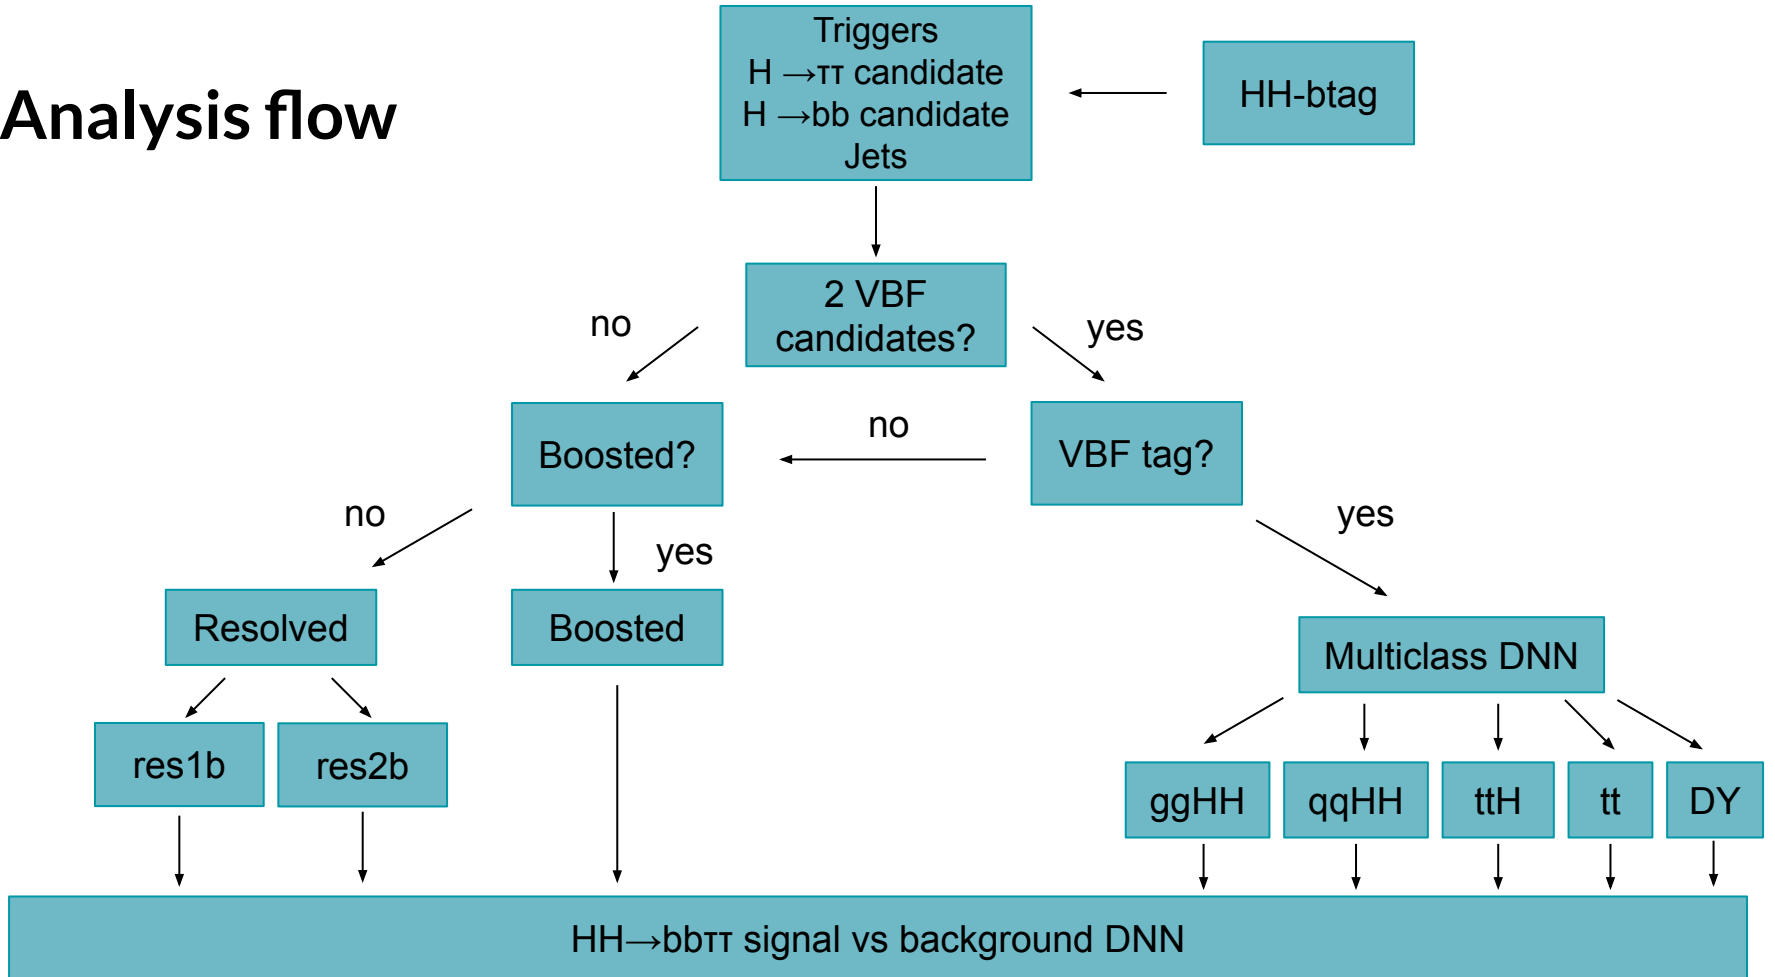 Analysis flow
Triggers
H →ττ candidate
H →bb candidate
Jets
HH-btag
2 VBF
candidates?
no
yes
Boosted?
no
VBF tag?
no
yes
yes
Resolved
Boosted
Multiclass DNN
res1b
res2b
ggHH
qqHH
ttH
tt
DY
HH→bbττ signal vs background DNN